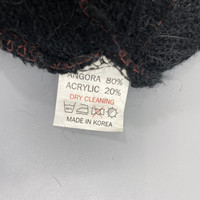 ANGORA 80%
ACRYLIC 20%
DRY CLEANING
MADE IN KOREA